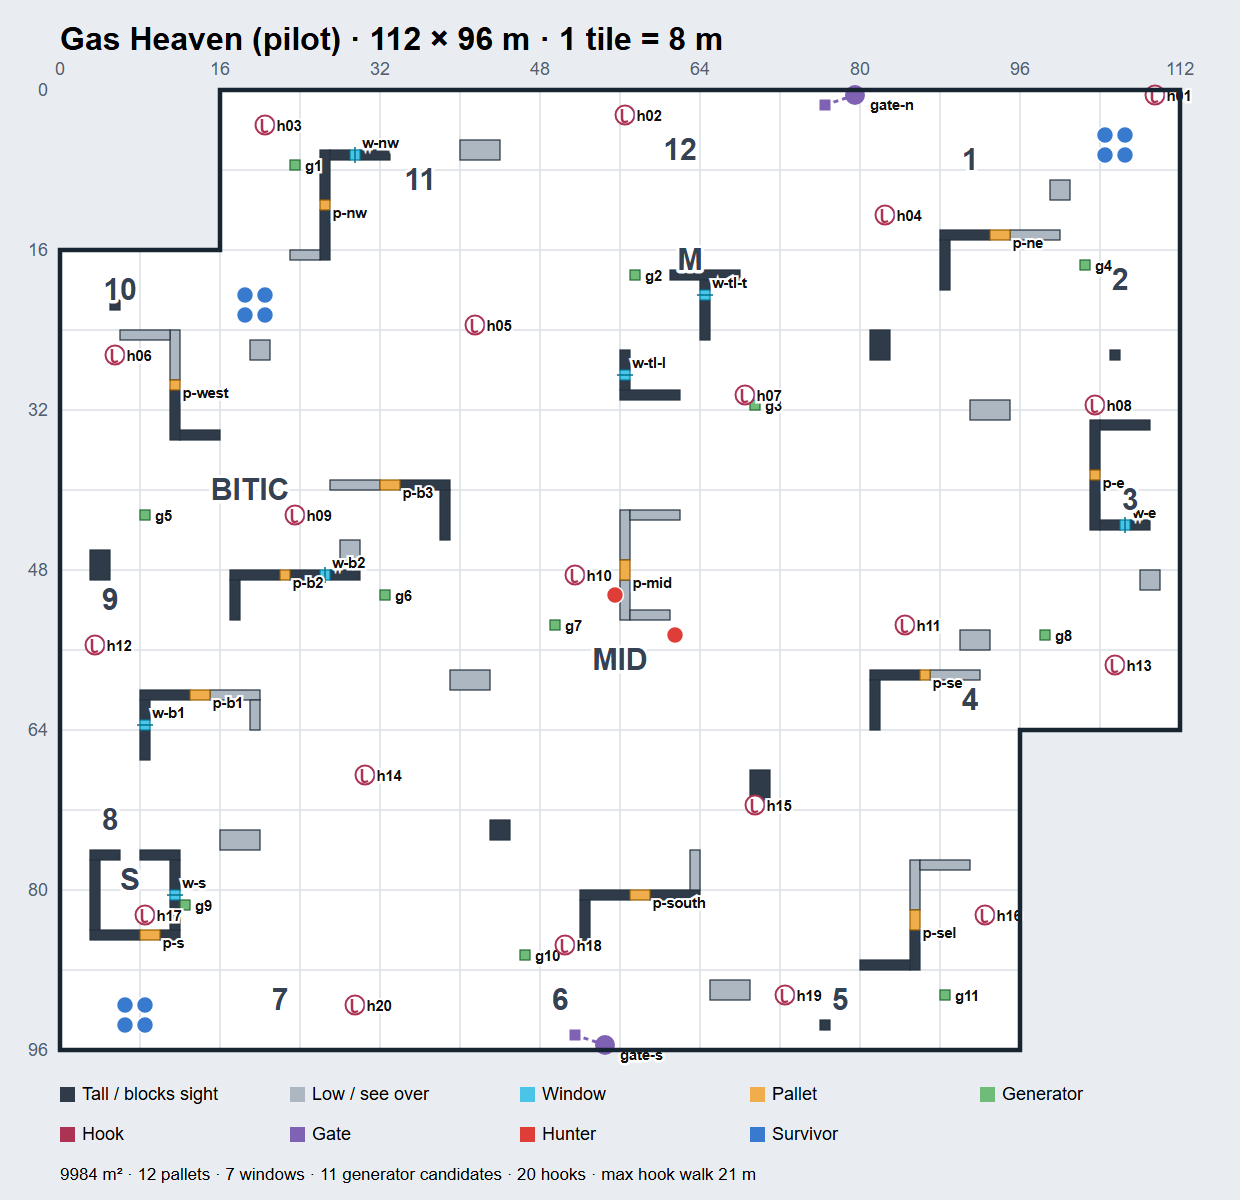 Gas Heaven (pilot) · 112 × 96 m · 1 tile = 8 m
0 16 32 48 64 80 96 112
0
h01
gate-n
h02
h03
w-nw
12
1
g1
11
p-nw
h04
p-ne
16
M
g2
w-tl-t
g4
2
10
h05
h06
w-tl-l
p-west
h07
g3
h08
32
BITIC
p-b3
p-e
3
w-e
g5
h09
48
w-b2
p-b2
h10
p-mid
9
g6
g7
h11
g8
h12
MID
h13
p-se
4
p-b1
w-b1
64
h14
h15
8
S
w-s
80
g9
h17
p-s
p-south
h16
p-sel
h18
g10
7
h20
6
h19
5
g11
96
gate-s
Tall / blocks sight
Low / see over
Window
Pallet
Generator
Hook
Gate
Hunter
Survivor
9984 m² · 12 pallets · 7 windows · 11 generator candidates · 20 hooks · max hook walk 21 m